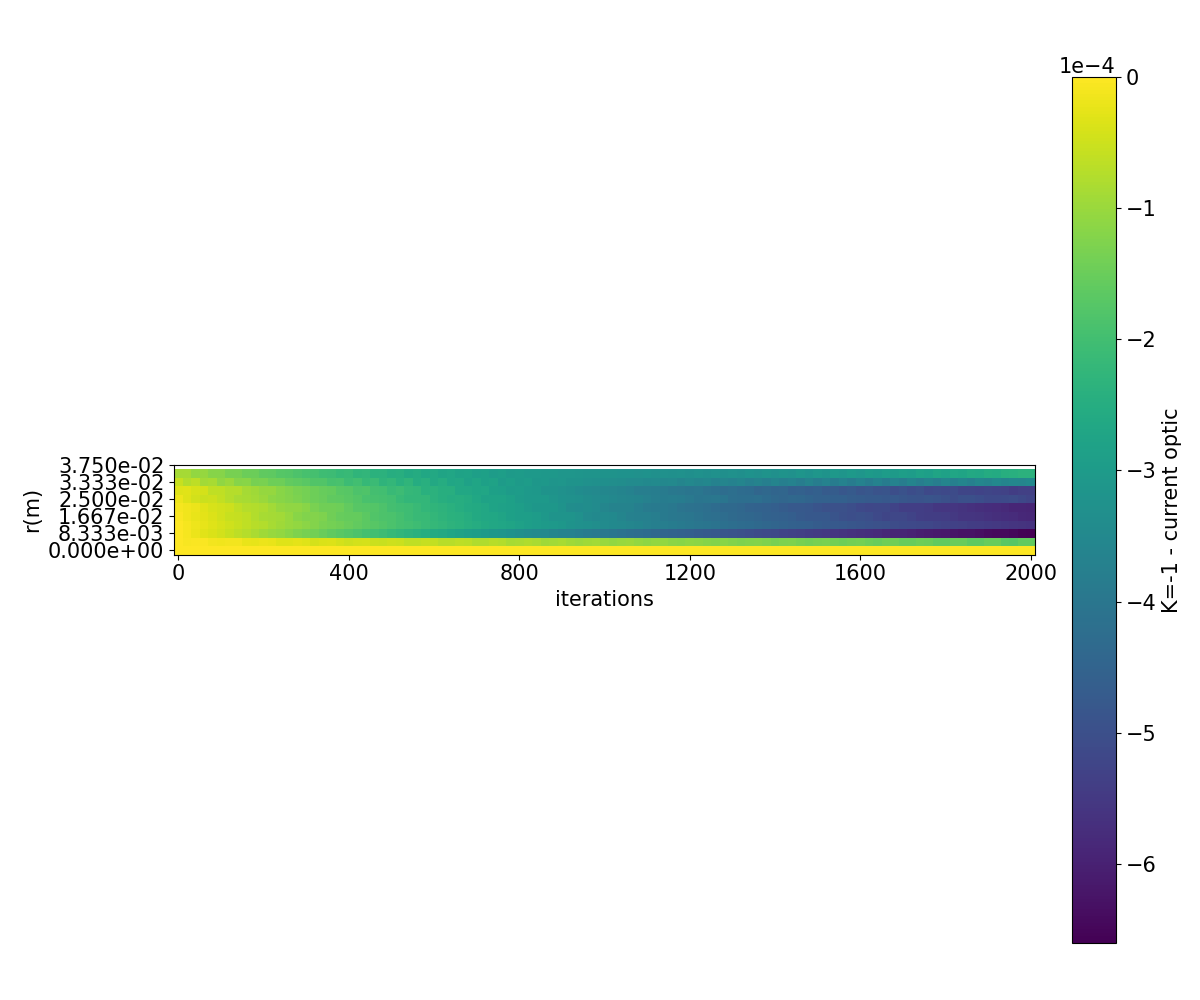 1e−4
0
−1
−2
−3
−4
−5
−6
K=-1 - current optic
3.750e-02
3.333e-02
2.500e-02
1.667e-02
8.333e-03
0.000e+00
r(m)
0 400 800 1200 1600 2000
iterations